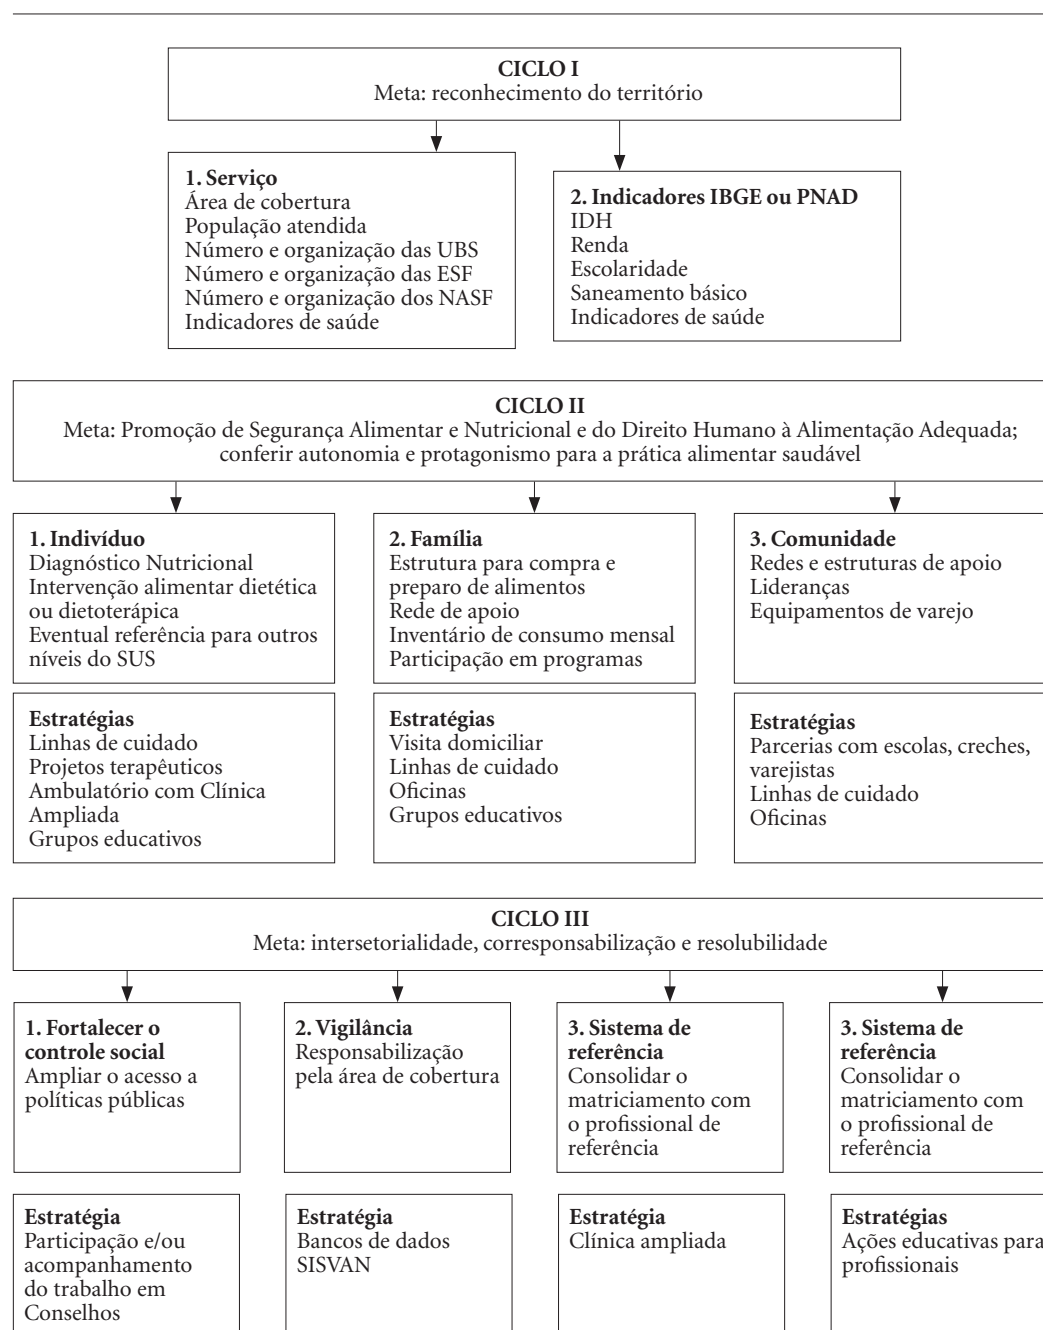 CICLO I
Meta: reconhecimento do território
1. Serviço
Área de cobertura
População atendida
Número e organização das UBS
Número e organização das ESF
Número e organização dos NASF
Indicadores de saúde
2. Indicadores IBGE ou PNAD
IDH
Renda
Escolaridade
Saneamento básico
Indicadores de saúde
CICLO II
Meta: Promoção de Segurança Alimentar e Nutricional e do Direito Humano à Alimentação Adequada;
conferir autonomia e protagonismo para a prática alimentar saudável
1. Indivíduo
Diagnóstico Nutricional
Intervenção alimentar dietética
ou dietoterápica
Eventual referência para outros
níveis do SUS
2. Família
Estrutura para compra e
preparo de alimentos
Rede de apoio
Inventário de consumo mensal
Participação em programas
3. Comunidade
Redes e estruturas de apoio
Lideranças
Equipamentos de varejo
Estratégias
Linhas de cuidado
Projetos terapêuticos
Ambulatório com Clínica
Ampliada
Grupos educativos
Estratégias
Visita domiciliar
Linhas de cuidado
Oficinas
Grupos educativos
Estratégias
Parcerias com escolas, creches,
varejistas
Linhas de cuidado
Oficinas
CICLO III
Meta: intersetorialidade, corresponsabilização e resolubilidade
1. Fortalecer o
controle social
Ampliar o acesso a
políticas públicas
2. Vigilância
Responsabilização
pela área de cobertura
3. Sistema de
referência
Consolidar o
matriciamento com
o profissional de
referência
3. Sistema de
referência
Consolidar o
matriciamento com
o profissional de
referência
Estratégia
Participação e/ou
acompanhamento
do trabalho em
Conselhos
Estratégia
Bancos de dados
SISVAN
Estratégia
Clínica ampliada
Estratégias
Ações educativas para
profissionais